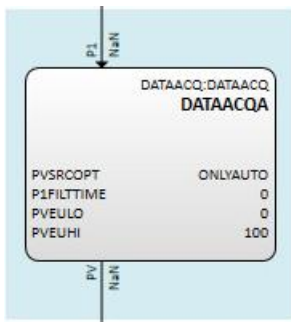 P1
NaN
DATAACQ:DATAACQ
DATAACQA
PVSRCOPT ONLYAUTO
P1FILTTIME 0
PVEULO 0
PVEUHI 100
PV
NaN